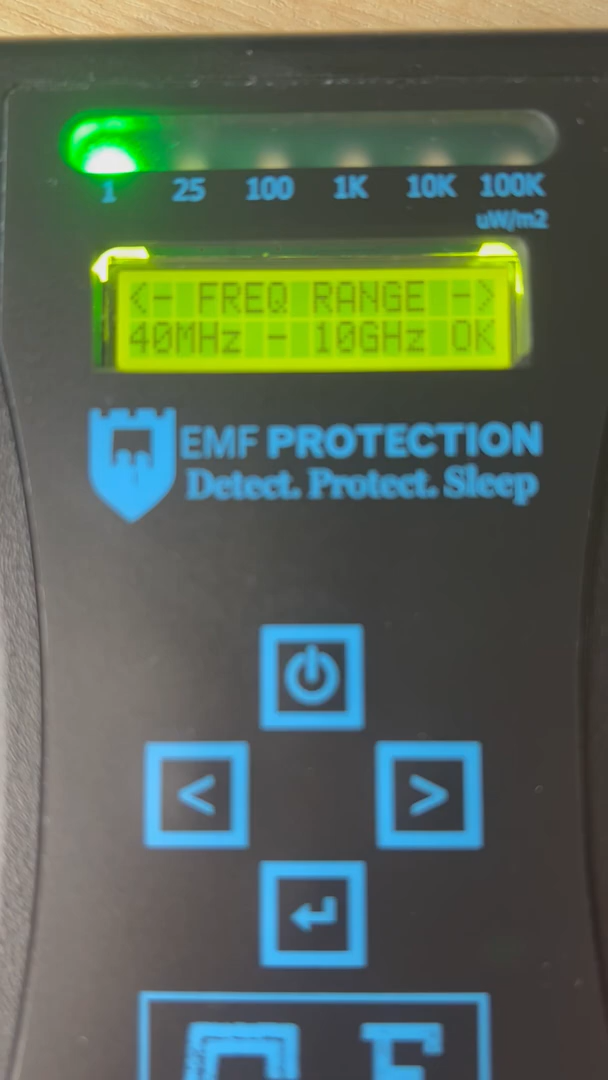 1 25 100 1K 10K 100K
uW/m2
<- FREQ RANGE ->
40MHz - 10GHz OK
EMF PROTECTION
Detect. Protect. Sleep
< >